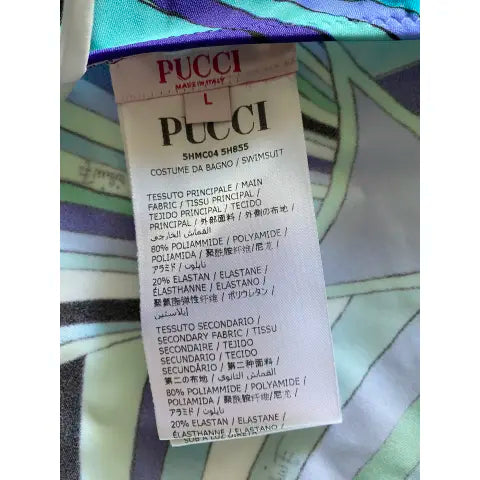 PUCCI
MADE IN ITALY
L
PUCCI
5HMC04 5HB55
COSTUME DA BAGNO / SWIMSUIT
TESSUTO PRINCIPALE / MAIN
FABRIC / TISSU PRINCIPAL /
TEJIDO PRINCIPAL / TECIDO
PRINCIPAL / 外部面料 / 外側の布地 /
القماش الخارجي
80% POLIAMMIDE / POLYAMIDE /
POLIAMIDA / 聚酰胺纤维/尼龙 /
アラミド / نايلون
20% ELASTAN / ELASTANE /
ÉLASTHANNE / ELASTANO /
聚氨脂弹性纤维 / ポリウレタン /
إيلاستين
TESSUTO SECONDARIO /
SECONDARY FABRIC / TISSU
SECONDAIRE / TEJIDO
SECUNDARIO / TECIDO
SECUNDÁRIO / 第二种面料 /
第二の布地 / القماش الثانوي
80% POLIAMMIDE / POLYAMIDE /
POLIAMIDA / 聚酰胺纤维/尼龙 /
アラミド / نايلون
20% ELASTAN / ELASTANE /
ÉLASTHANNE / ELASTANO /